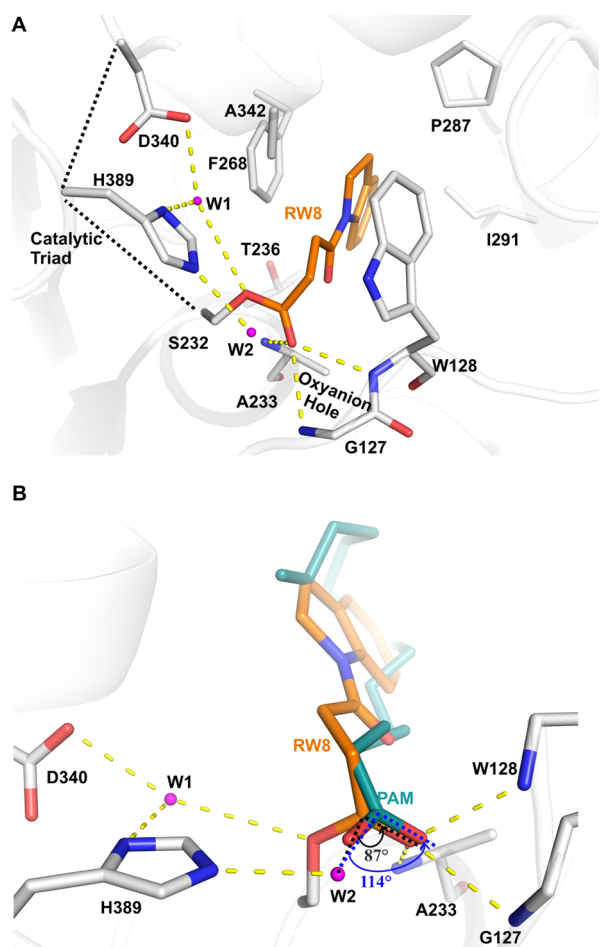 A
A342
D340
P287
F268
H389
W1
RW8
Catalytic
Triad
T236
I291
S232
W2
W128
A233
Oxyanion
Hole
G127
B
D340
RW8
W1
W128
PAM
87°
W2
114°
H389
A233
G127